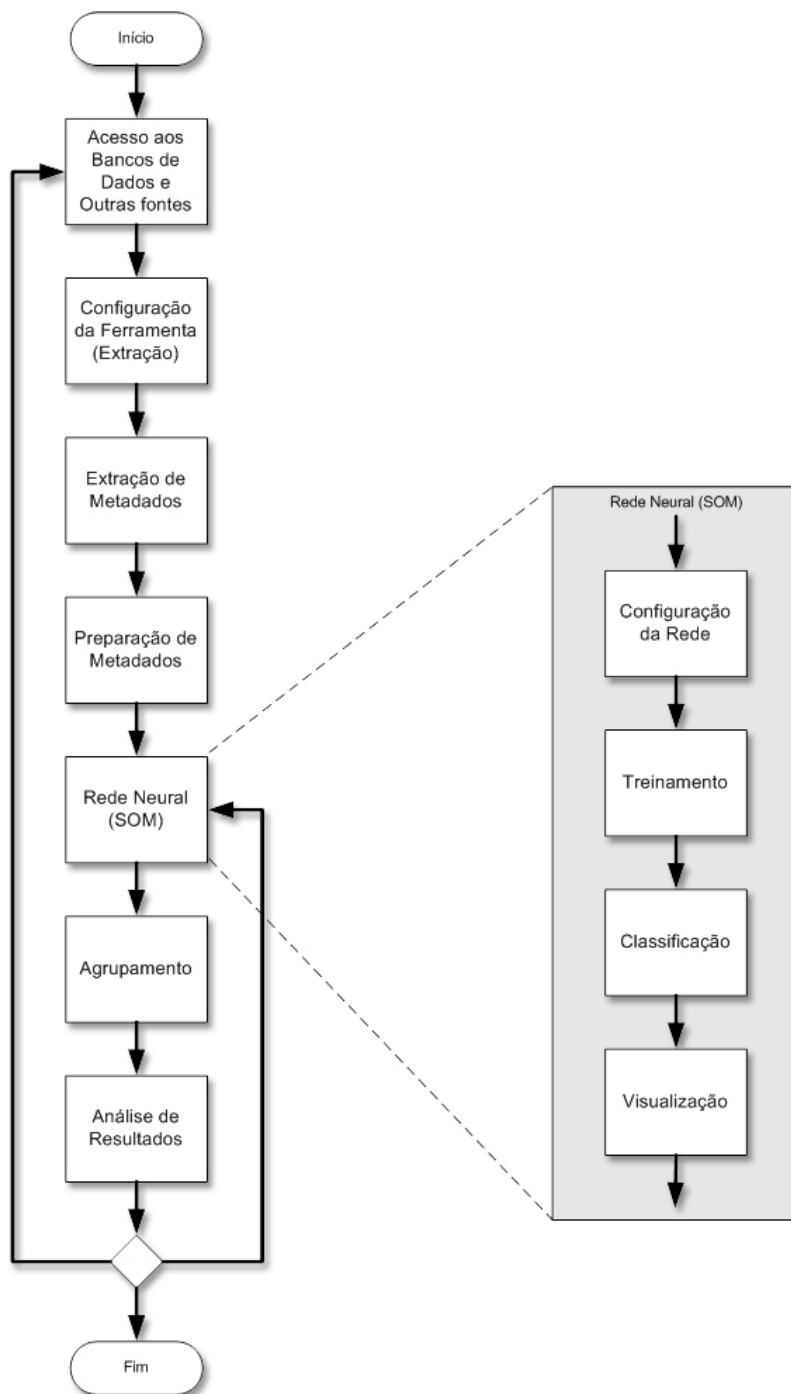 Início
Acesso aos
Bancos de
Dados e
Outras fontes
Configuração
da Ferramenta
(Extração)
Extração de
Metadados
Preparação de
Metadados
Rede Neural
(SOM)
Agrupamento
Análise de
Resultados
Fim
Rede Neural (SOM)
Configuração
da Rede
Treinamento
Classificação
Visualização